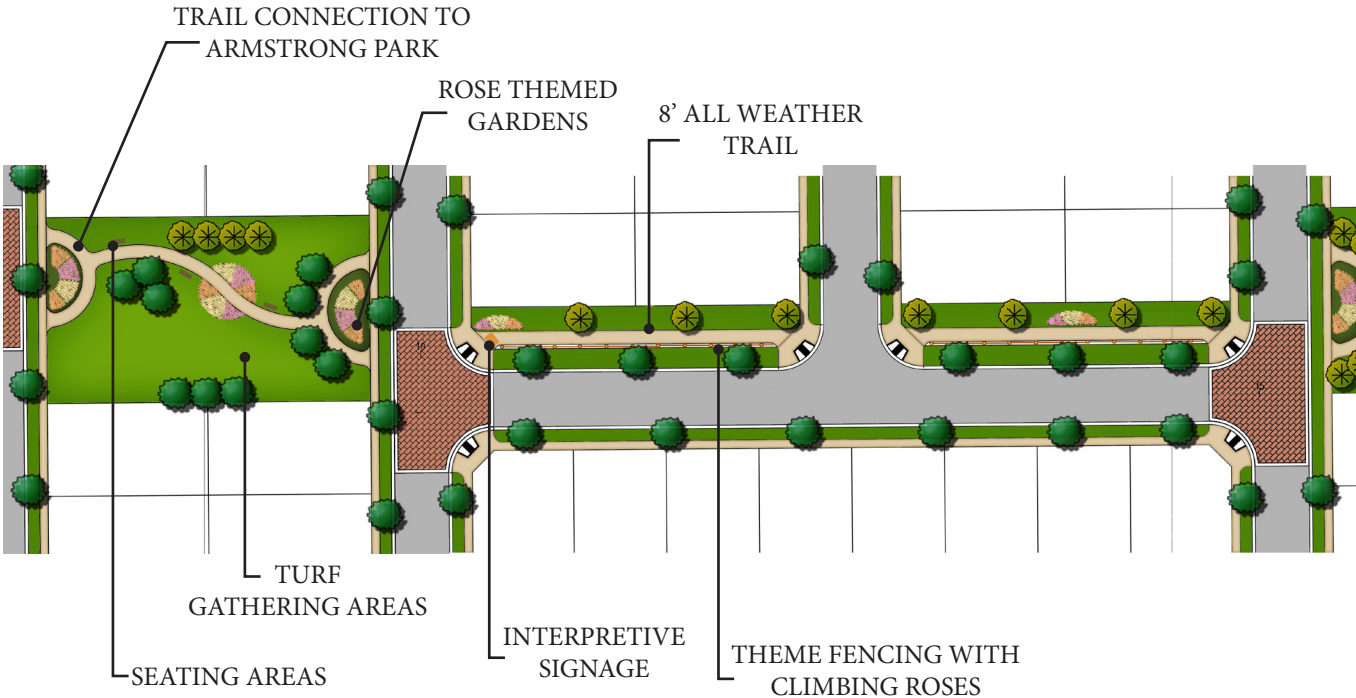 TRAIL CONNECTION TO
ARMSTRONG PARK
ROSE THEMED
GARDENS
8’ ALL WEATHER
TRAIL
TURF
GATHERING AREAS
SEATING AREAS
INTERPRETIVE
SIGNAGE
THEME FENCING WITH
CLIMBING ROSES